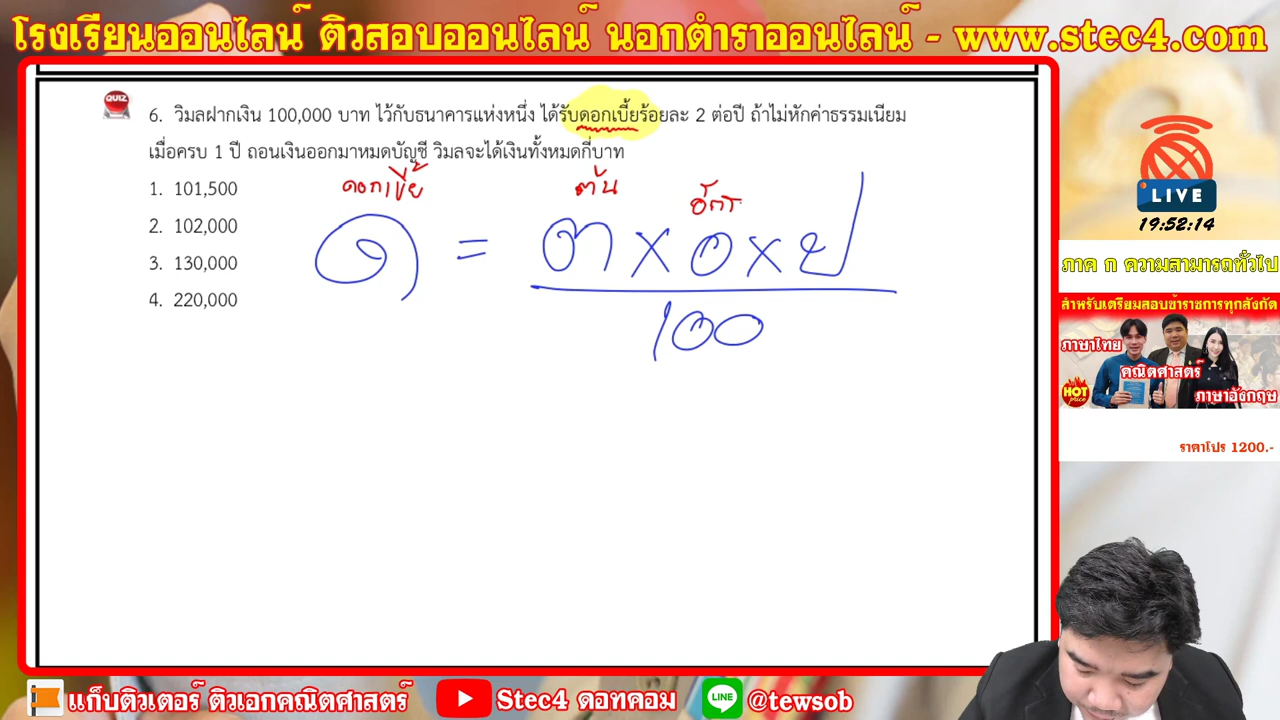 โรงเรียนออนไลน์ ติวสอบออนไลน์ นอกตำราออนไลน์ - www.stec4.com
QUIZ
6. วิมลฝากเงิน 100,000 บาท ไว้กับธนาคารแห่งหนึ่ง ได้รับดอกเบี้ยร้อยละ 2 ต่อปี ถ้าไม่หักค่าธรรมเนียม
เมื่อครบ 1 ปี ถอนเงินออกมาหมดบัญชี วิมลจะได้เงินทั้งหมดกี่บาท
1. 101,500
2. 102,000
3. 130,000
4. 220,000
ดอกเบี้ย ต้น อัตรา
ด = ต x อ x ป
100
LIVE
19:52:14
ภาค ก ความสามารถทั่วไป
สำหรับเตรียมสอบข้าราชการทุกสังกัด
ภาษาไทย
คณิตศาสตร์
ภาษาอังกฤษ
HOT
price
ราคาโปร 1200.-
แก็บติวเตอร์ ติวเอกคณิตศาสตร์
Stec4 ดอทคอม
LINE
@tewsob